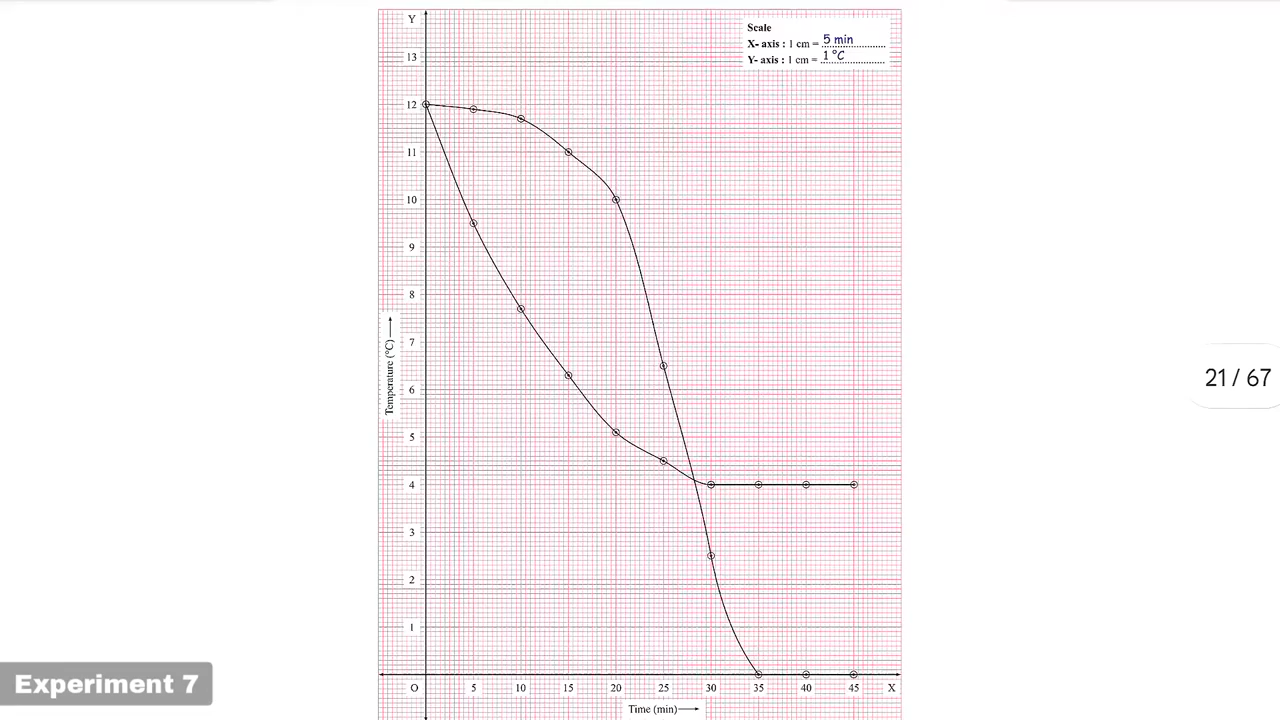 Y
Scale
X- axis : 1 cm = 5 min
Y- axis : 1 cm = 1 °C
13
12
11
10
9
8
7
6
5
4
3
2
1
Temperature (°C)
21 / 67
O 5 10 15 20 25 30 35 40 45 X
Time (min)
Experiment 7